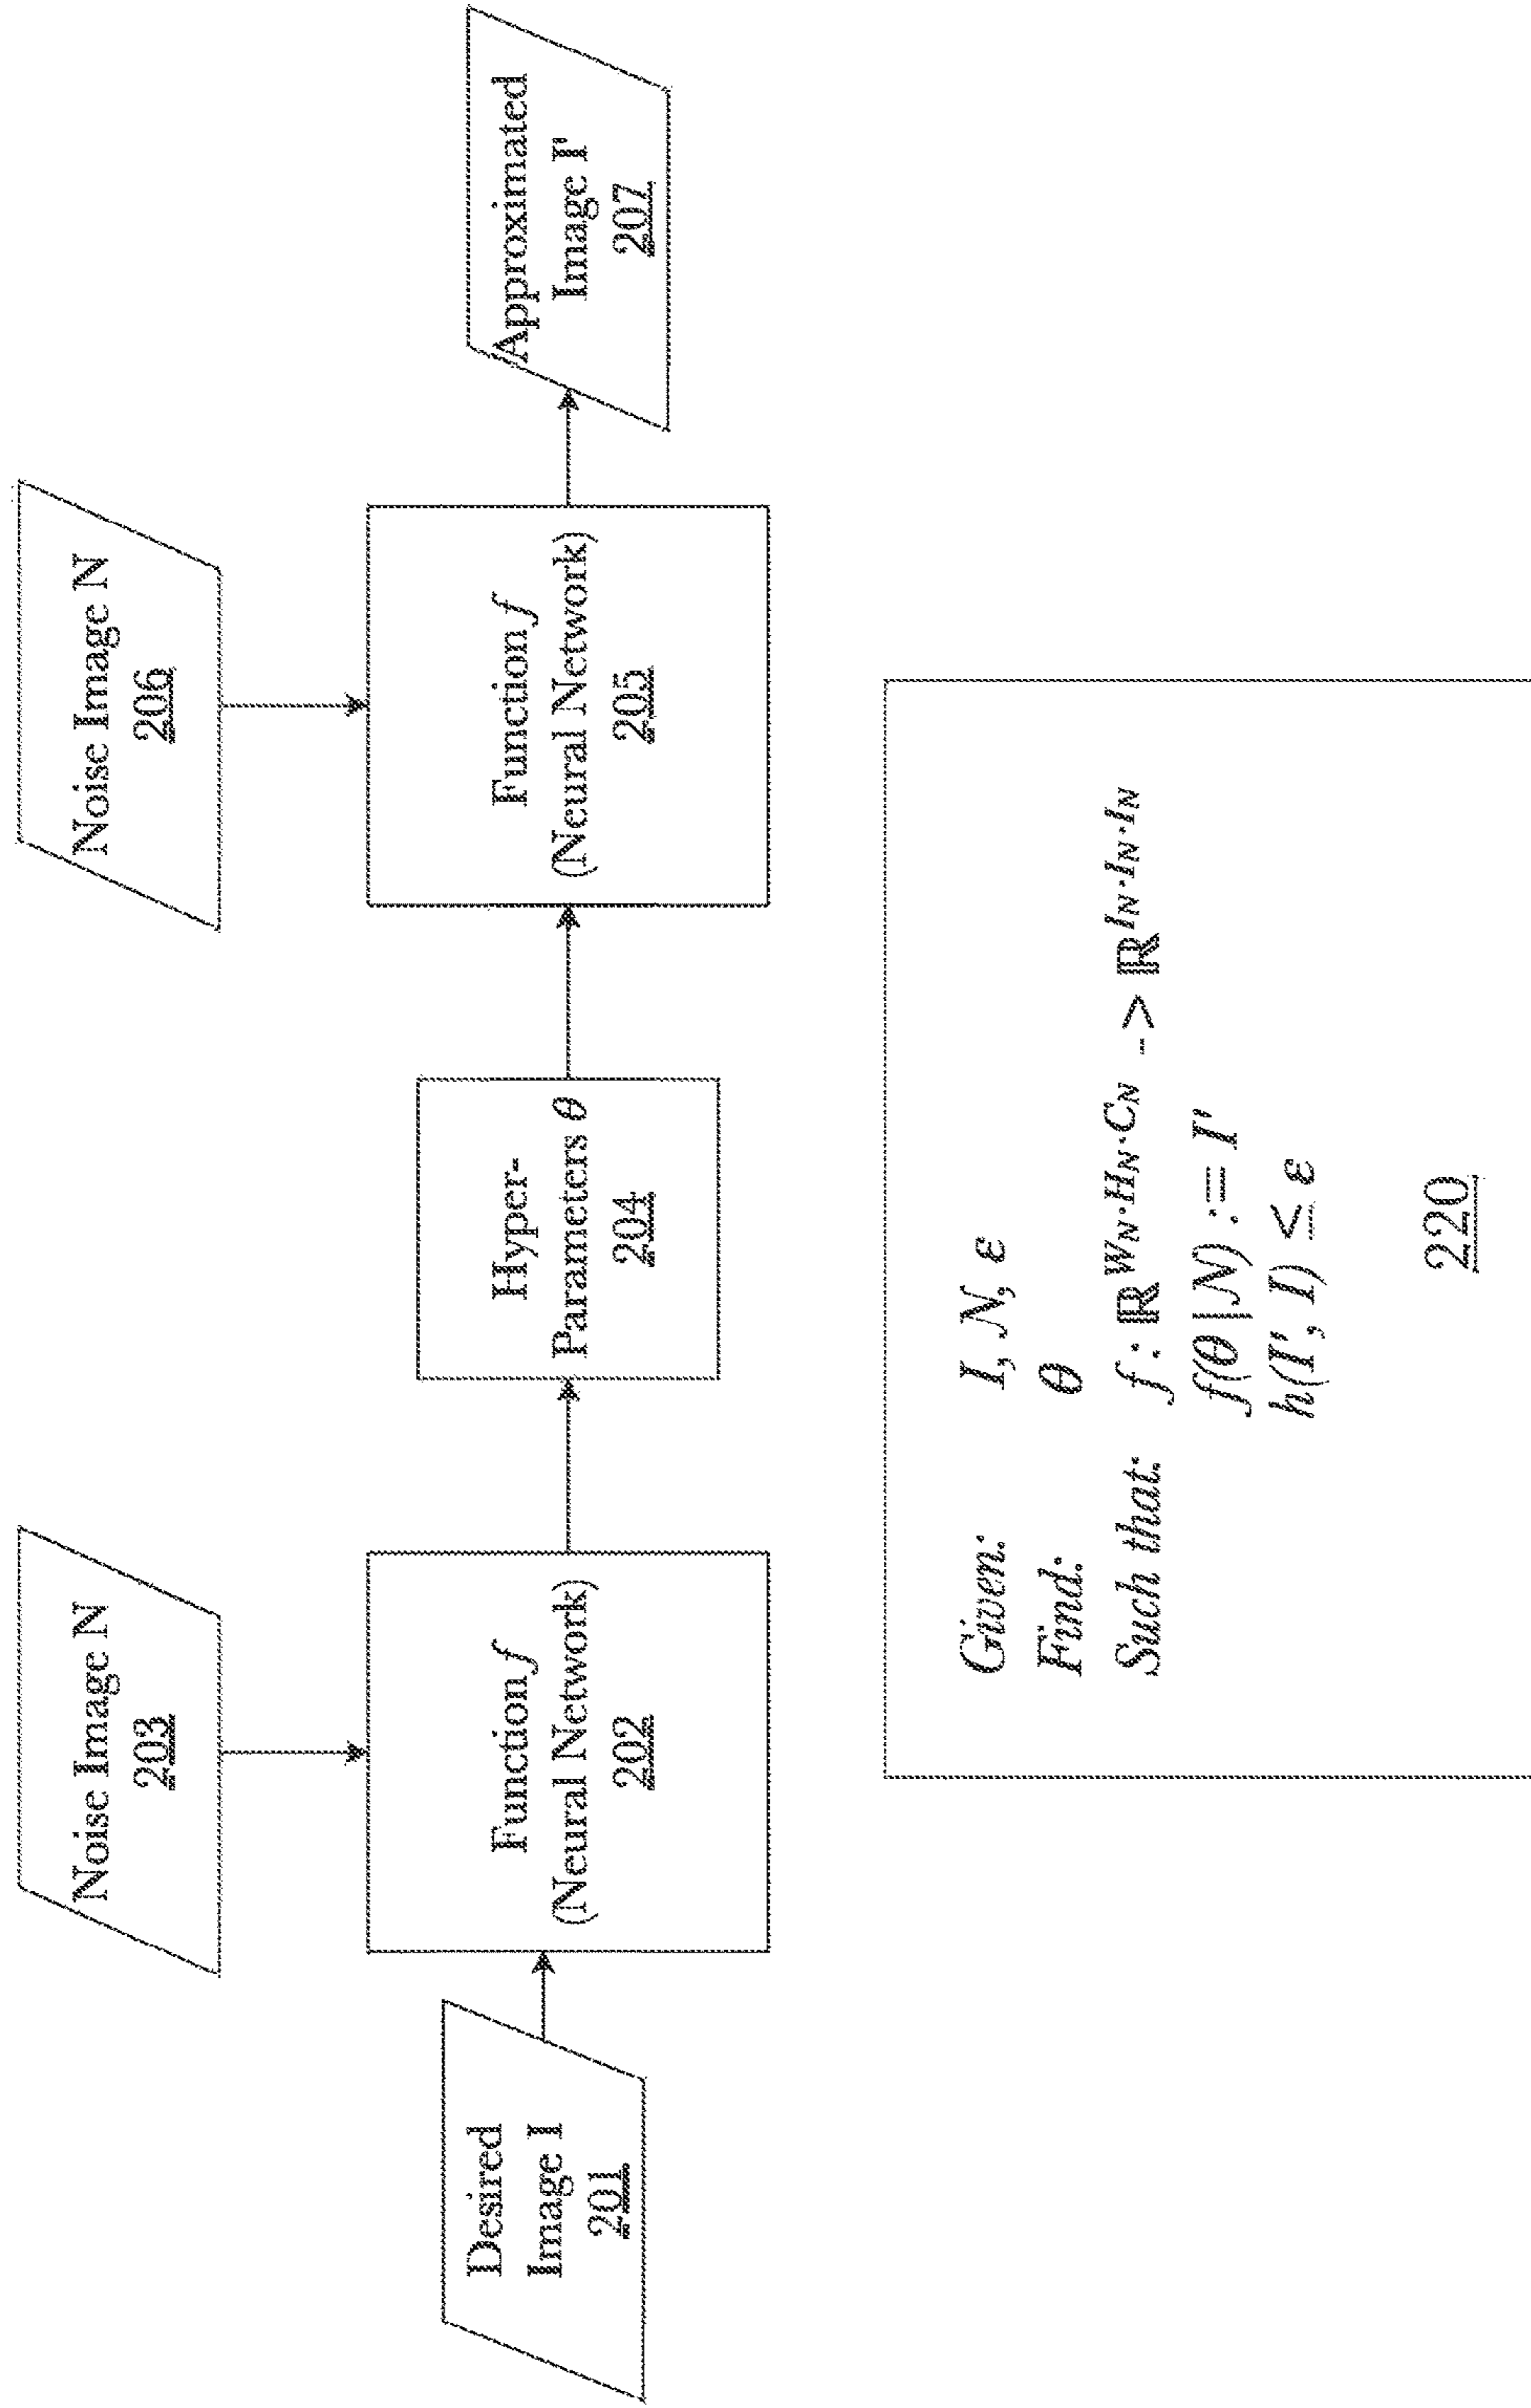 Noise Image N
203
Noise Image N
206
Desired
Image I
201
Function f
(Neural Network)
202
Hyper-
Parameters θ
204
Function f
(Neural Network)
205
Approximated
Image I'
207
Given: I, N, ε
Find: θ
Such that: f : ℝ^{W_N·H_N·C_N} -> ℝ^{I_N·I_N·I_N}
f(θ | N) := I'
h(I', I) ≤ ε
220